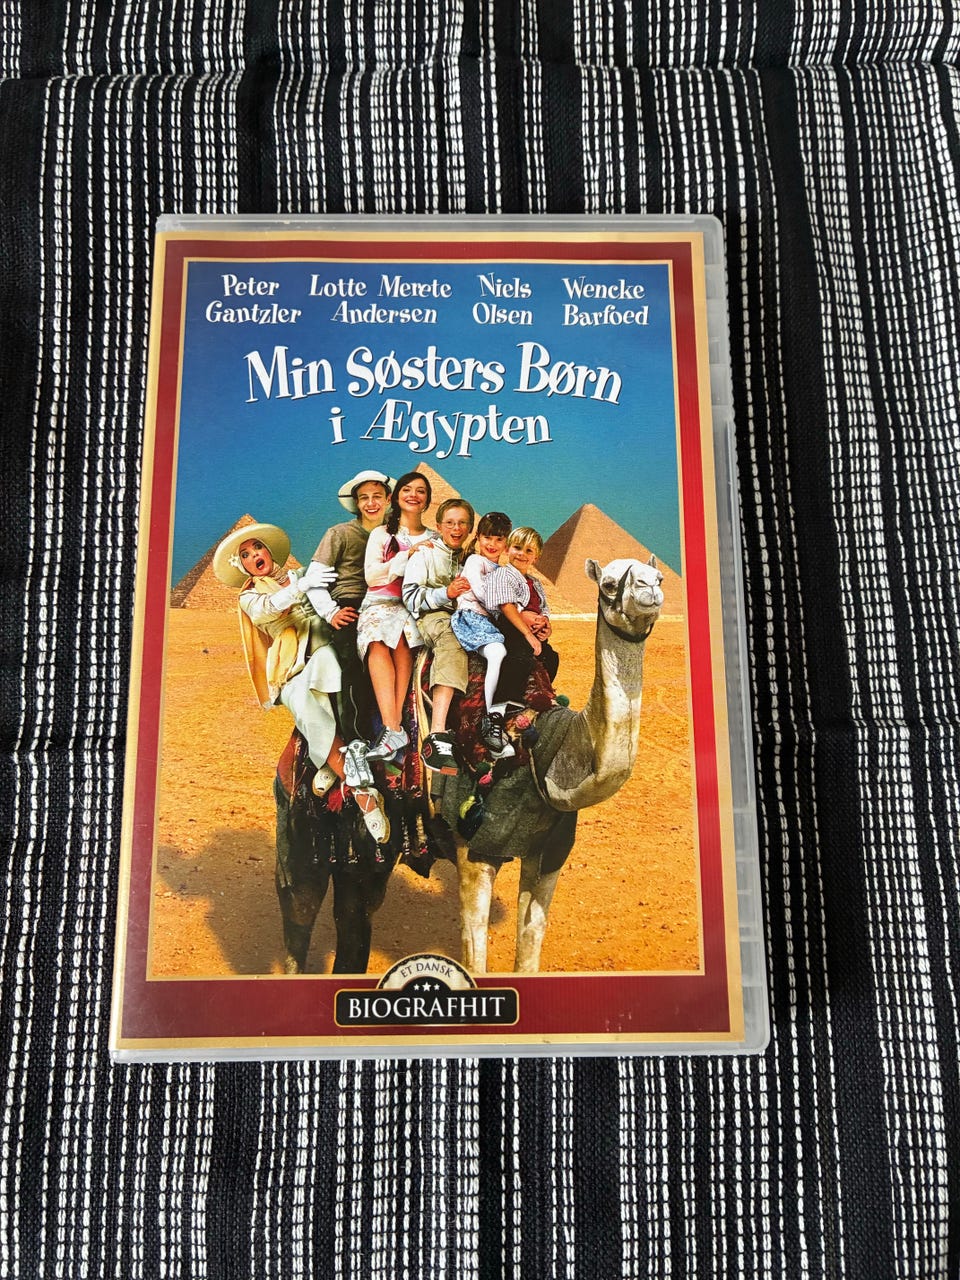 Peter Lotte Merete Niels Wencke
Gantzler Andersen Olsen Barfoed
Min Søsters Børn
i Ægypten
ET DANSK
BIOGRAFHIT